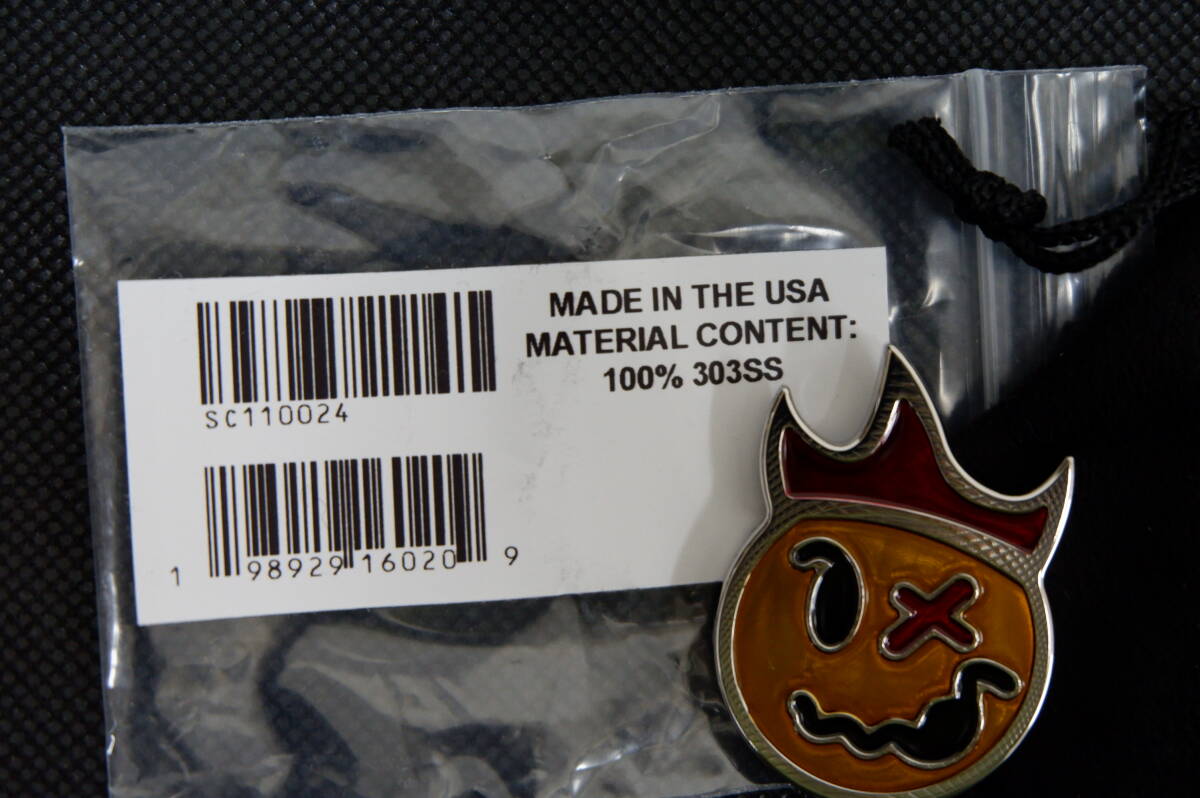 MADE IN THE USA
MATERIAL CONTENT:
100% 303SS
SC110024
1 98929 16020 9